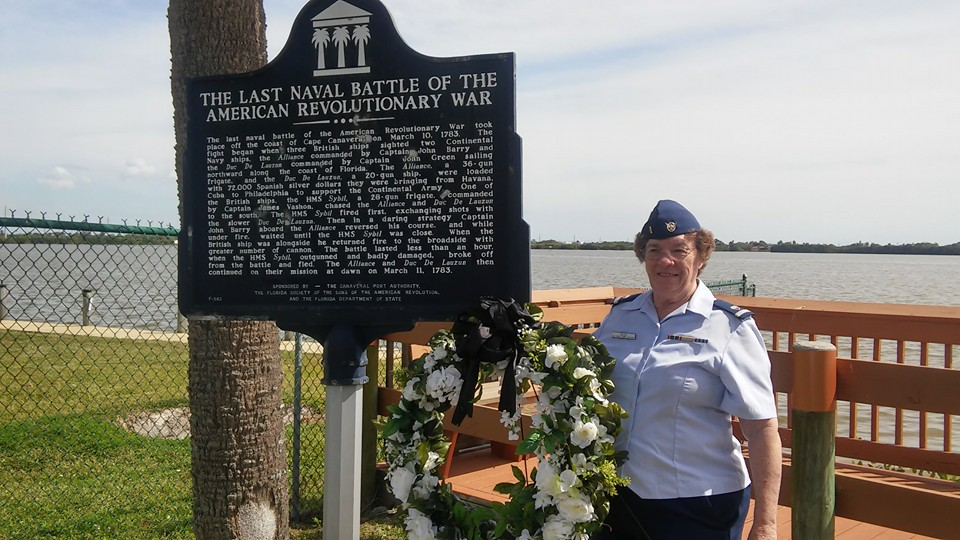 THE LAST NAVAL BATTLE OF THE
AMERICAN REVOLUTIONARY WAR
The last naval battle of the American Revolutionary War took
place off the coast of Cape Canaveral on March 10, 1783. The
fight began when three British ships sighted two Continental
Navy ships, the Alliance commanded by Captain John Barry and
the Duc De Lauzun commanded by Captain John Green sailing
northward along the coast of Florida. The Alliance, a 36-gun
frigate, and the Duc De Lauzun, a 20-gun ship, were loaded
with 72,000 Spanish silver dollars they were bringing from Havana,
Cuba to Philadelphia to support the Continental Army. One of
the British ships, the HMS Sybil, a 28-gun frigate, commanded
by Captain James Vashon, chased the Alliance and Duc De Lauzun
to the south. The HMS Sybil fired first, exchanging shots with
the slower Duc De Lauzun. Then in a daring strategy Captain
John Barry aboard the Alliance reversed his course, and while
under fire, waited until the HMS Sybil was close. When the
British ship was alongside he returned fire to the broadside with
greater number of cannon. The battle lasted less than an hour,
when the HMS Sybil, outgunned and badly damaged, broke off
from the battle and fled. The Alliance and Duc De Lauzun then
continued on their mission at dawn on March 11, 1783.
SPONSORED BY - THE CANAVERAL PORT AUTHORITY,
THE FLORIDA SOCIETY OF THE SONS OF THE AMERICAN REVOLUTION,
AND THE FLORIDA DEPARTMENT OF STATE